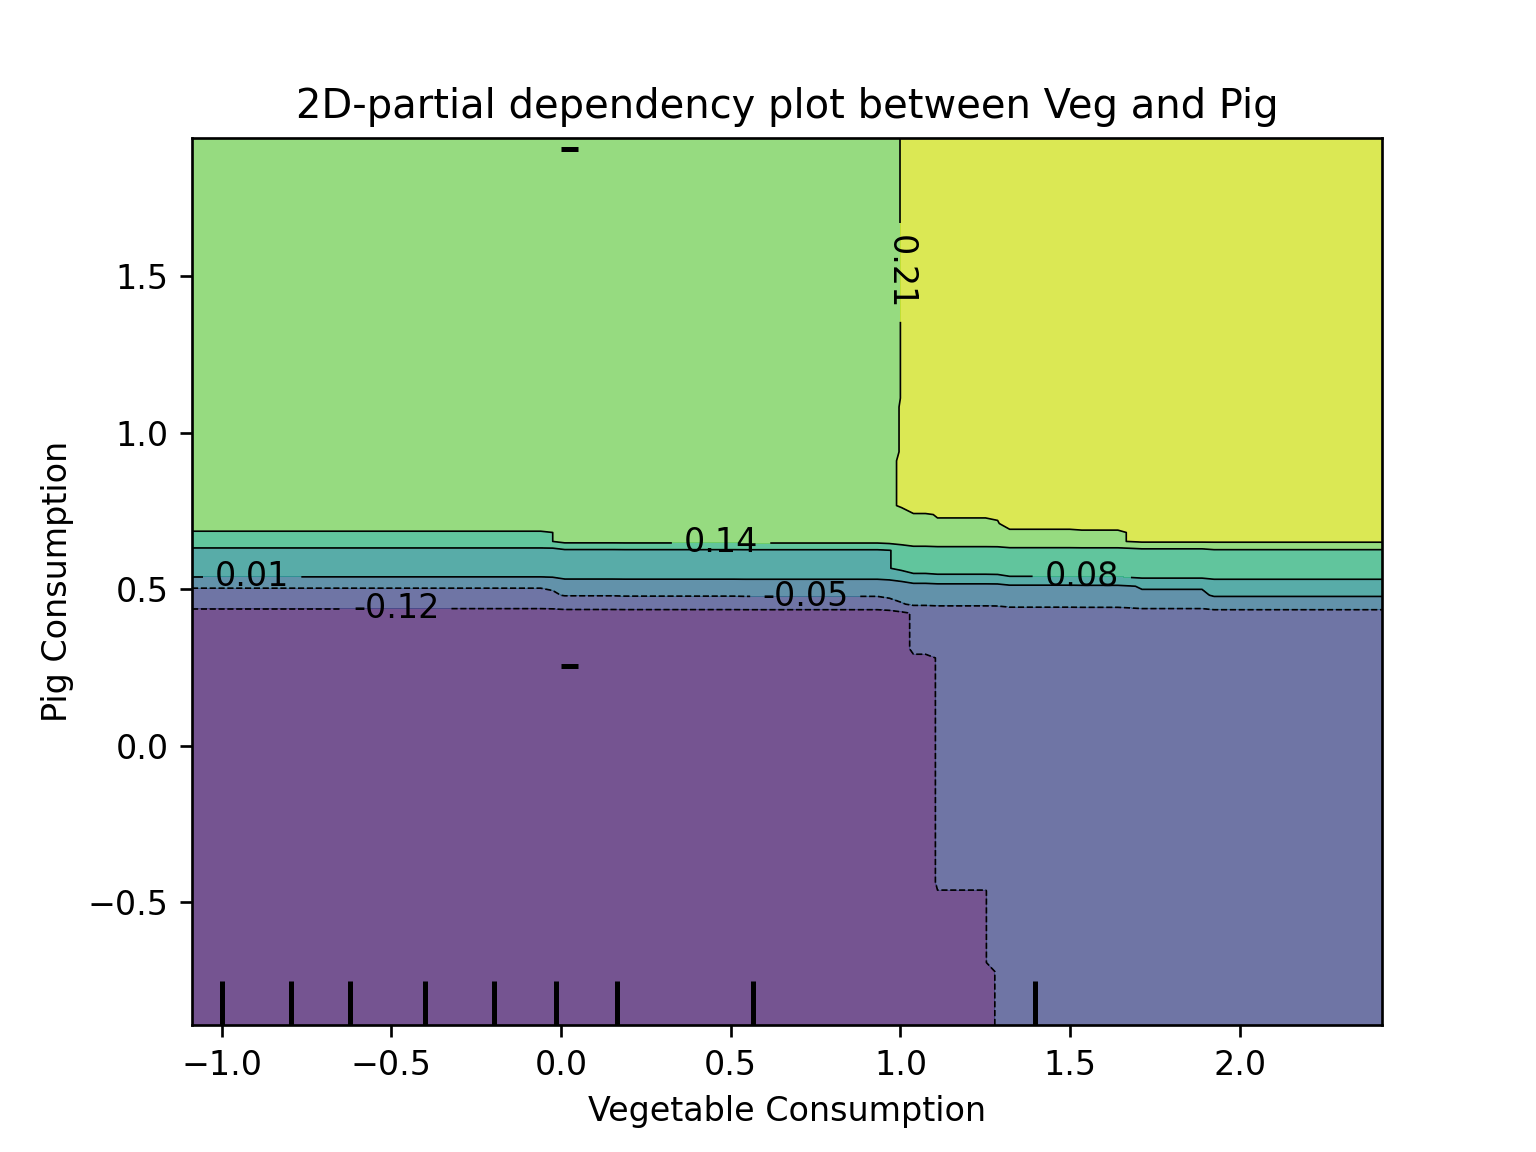 2D-partial dependency plot between Veg and Pig
0.21
1.5
1.0
0.14
0.01
0.08
0.5
-0.05
-0.12
Pig Consumption
0.0
−0.5
−1.0 −0.5 0.0 0.5 1.0 1.5 2.0
Vegetable Consumption